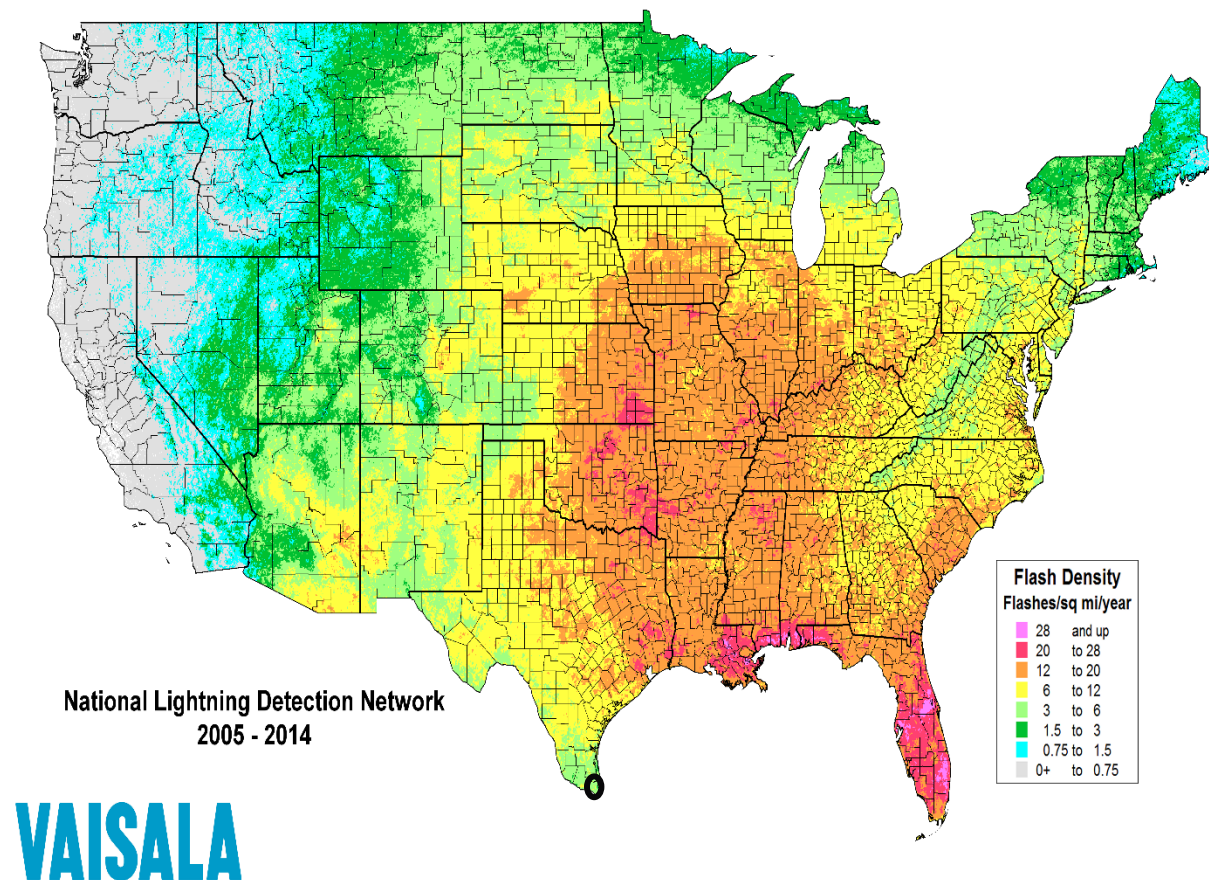 Flash Density
Flashes/sq mi/year
28 and up
20 to 28
12 to 20
6 to 12
3 to 6
1.5 to 3
0.75 to 1.5
0+ to 0.75
National Lightning Detection Network
2005 - 2014
VAISALA